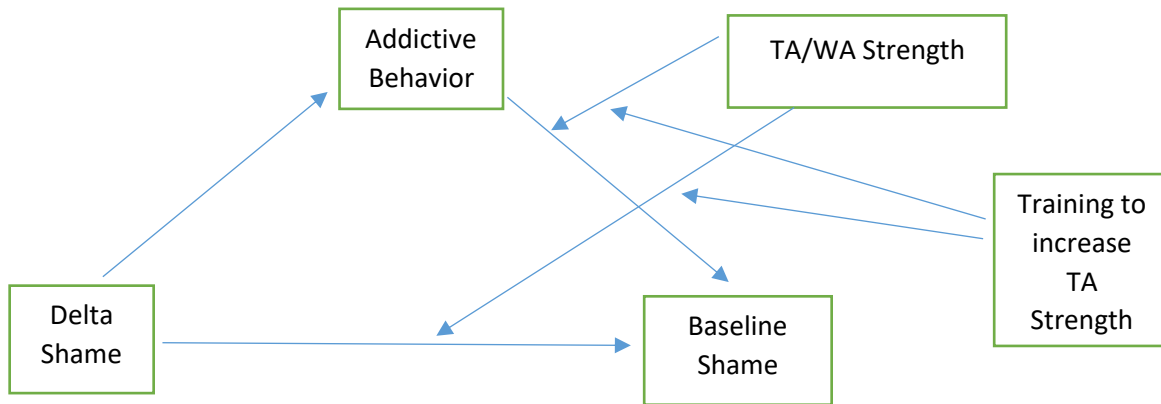 Addictive
Behavior
TA/WA Strength
Training to
increase
TA
Strength
Delta
Shame
Baseline
Shame